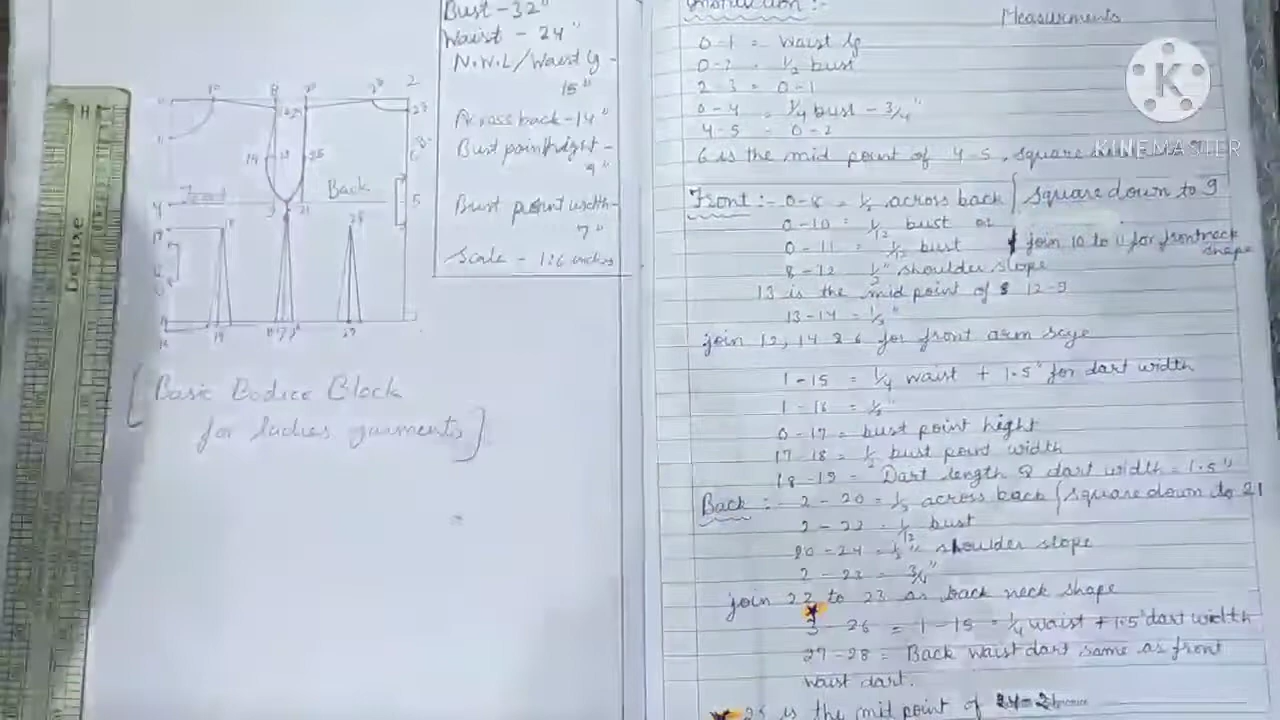 Bust - 32"
Waist - 24"
N.W.L / Waist lg -
15"
Across back - 14"
Bust point hight -
9"
Bust point width -
7"
Scale - 1:6 inches
Front
Back
[Basic Bodice Block
for ladies garments]
Deluxe
Instruction :-
Measurments
0-1 = Waist lg
0-2 = 1/2 bust
2-3 = 0-1
0-4 = 1/4 bust - 3/4"
4-5 = 0-2
6 is the mid point of 4-5, square
Front :- 0-8 = 1/2 across back / square down to 9
0-10 = 1/12 bust
0-11 = 1/12 bust join 10 to 11 for front neck
shape
8-12 1/2" shoulder slope
13 is the mid point of 12-9
13-14 = 1/2"
join 12, 14 & 6 for front arm scye
1-15 = 1/4 waist + 1.5" for dart width
1-16 = 1/2"
0-17 = bust point hight
17-18 = 1/2 bust point width
18-19 = Dart length & dart width = 1.5"
Back :- 2-20 = 1/2 across back / square down to 21
2-22 = 1/12 bust
20-24 = 1/2" shoulder slope
2-23 = 3/4"
join 22 to 23 as back neck shape
3-26 = 1-15 = 1/4 waist + 1.5" dart width
27-28 = Back waist dart same as front
waist dart.
25 is the mid point of 24-21
K
KINEMASTER